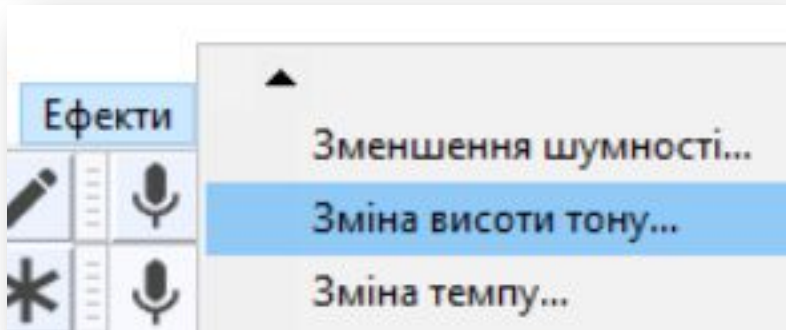 Ефекти
Зменшення шумності...
Зміна висоти тону...
Зміна темпу...